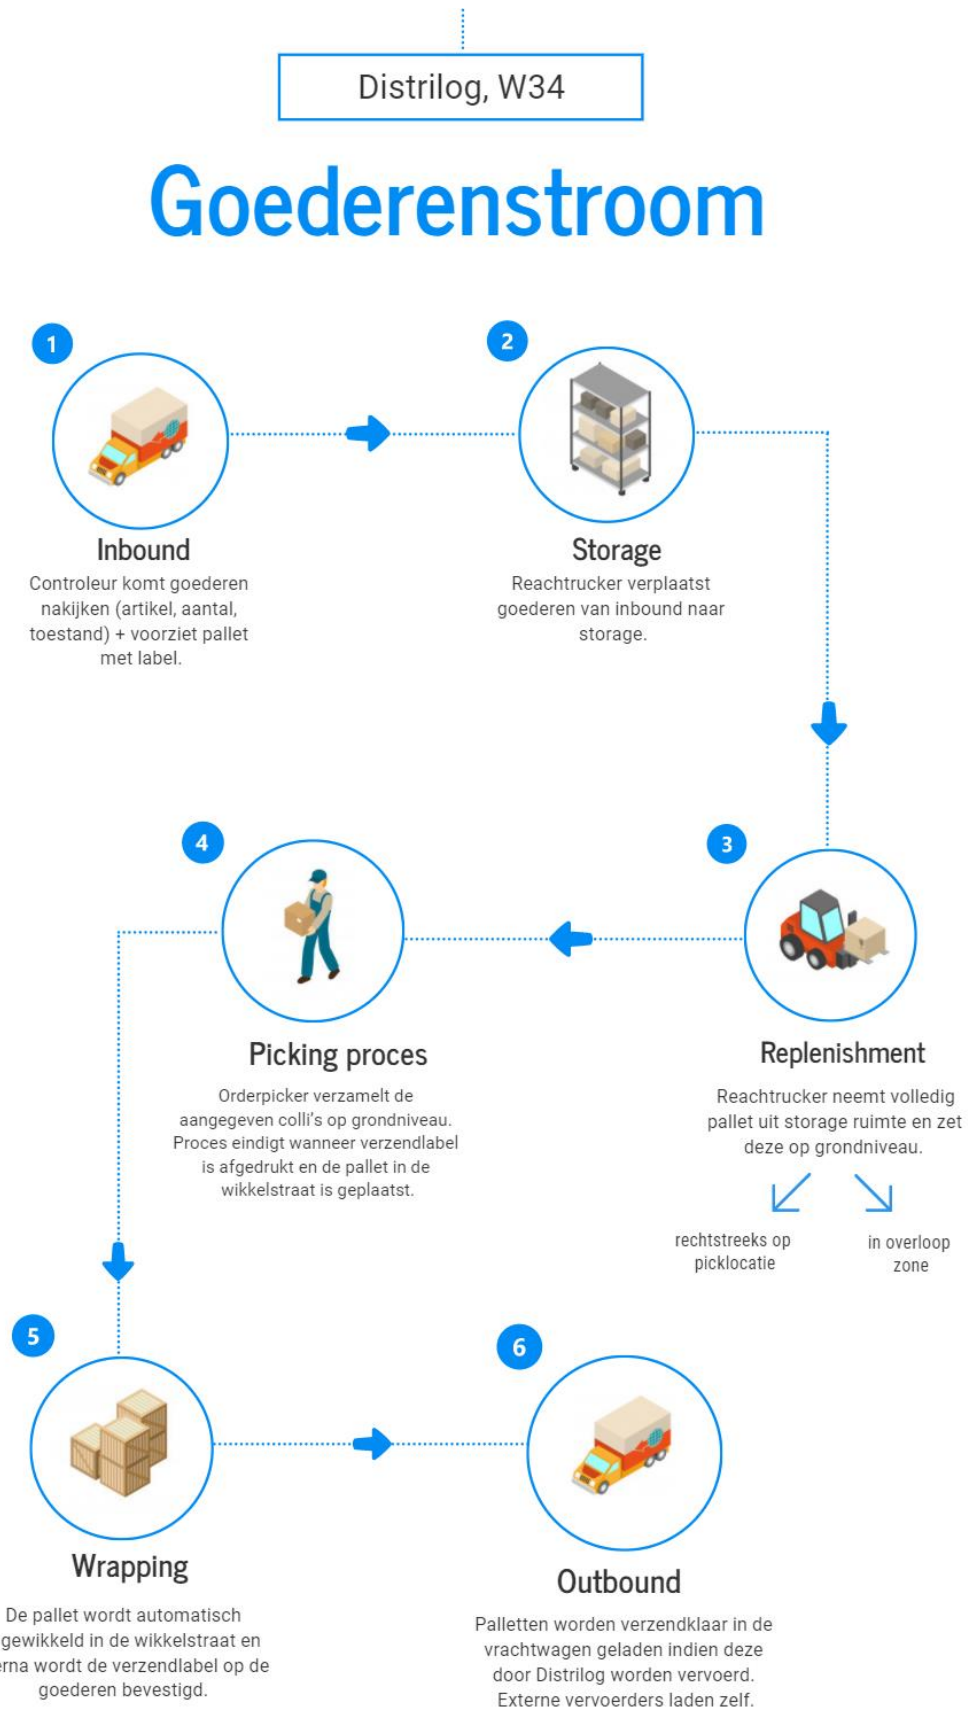 Distrilog, W34
Goederenstroom
1
Inbound
Controleur komt goederen
nakijken (artikel, aantal,
toestand) + voorziet pallet
met label.
2
Storage
Reachtrucker verplaatst
goederen van inbound naar
storage.
3
Replenishment
Reachtrucker neemt volledig
pallet uit storage ruimte en zet
deze op grondniveau.
rechtstreeks op
picklocatie
in overloop
zone
4
Picking proces
Orderpicker verzamelt de
aangegeven colli's op grondniveau.
Proces eindigt wanneer verzendlabel
is afgedrukt en de pallet in de
wikkelstraat is geplaatst.
5
Wrapping
De pallet wordt automatisch
gewikkeld in de wikkelstraat en
erna wordt de verzendlabel op de
goederen bevestigd.
6
Outbound
Palletten worden verzendklaar in de
vrachtwagen geladen indien deze
door Distrilog worden vervoerd.
Externe vervoerders laden zelf.